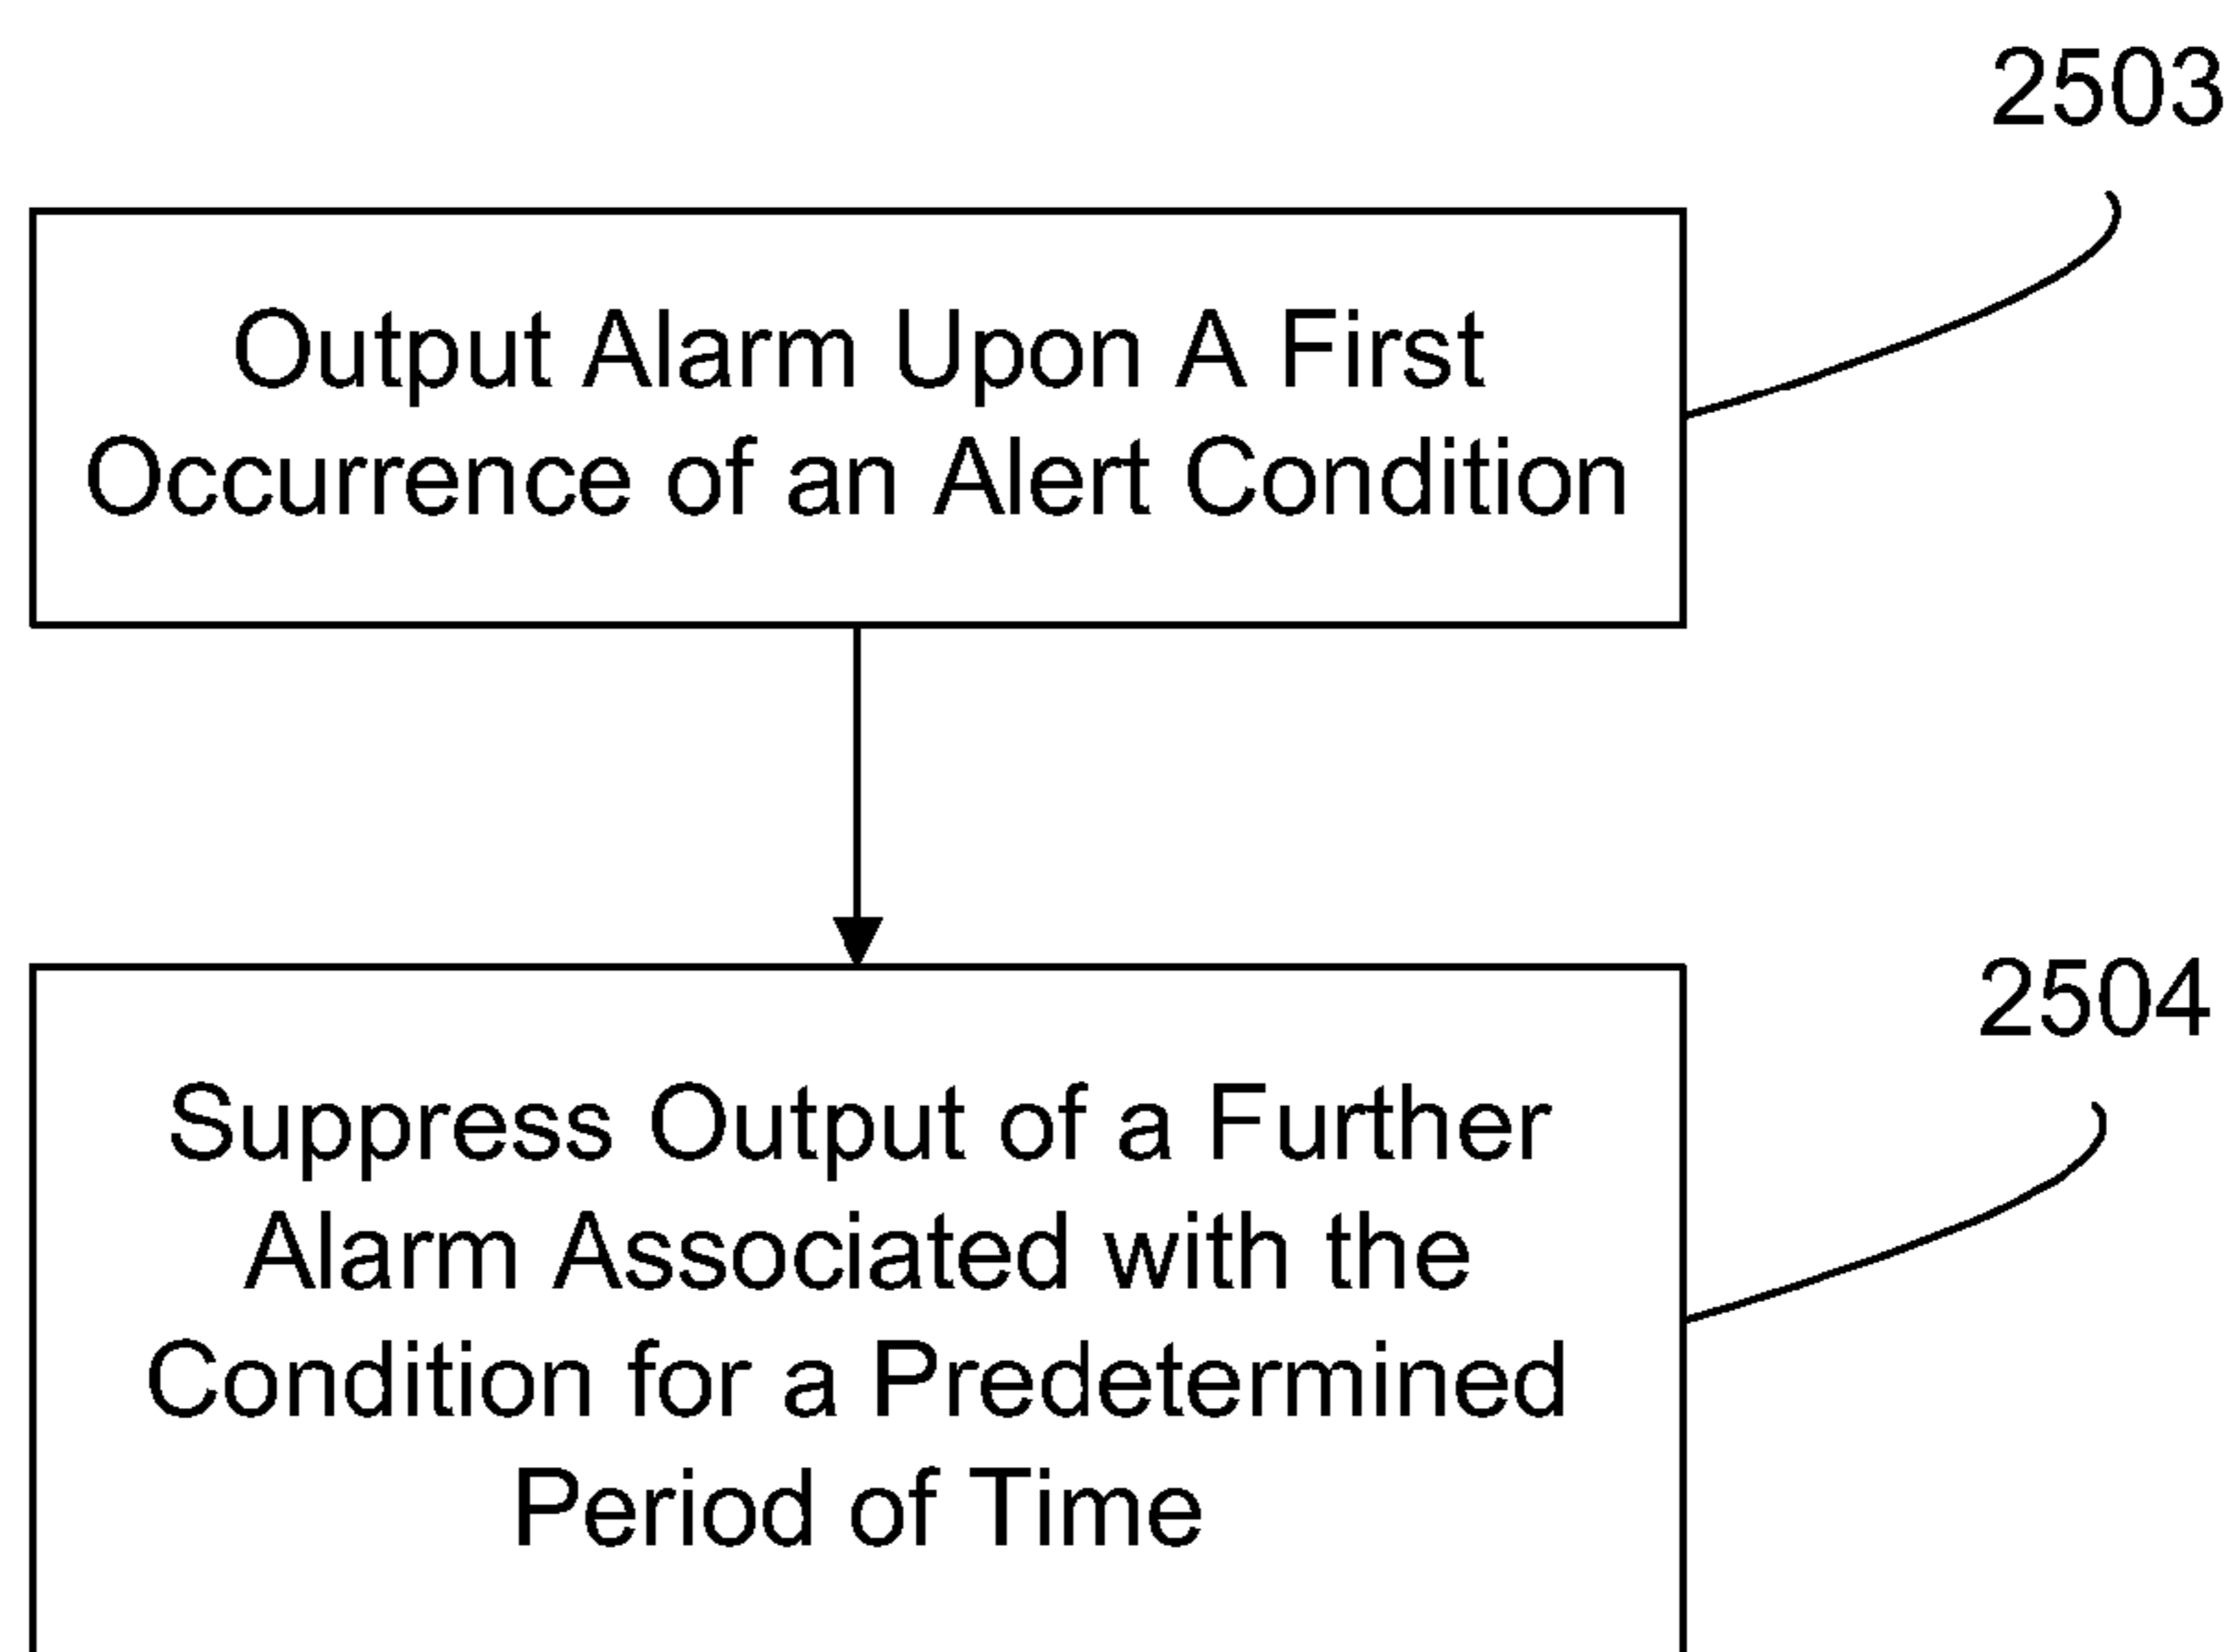 2503
Output Alarm Upon A First
Occurrence of an Alert Condition
2504
Suppress Output of a Further
Alarm Associated with the
Condition for a Predetermined
Period of Time